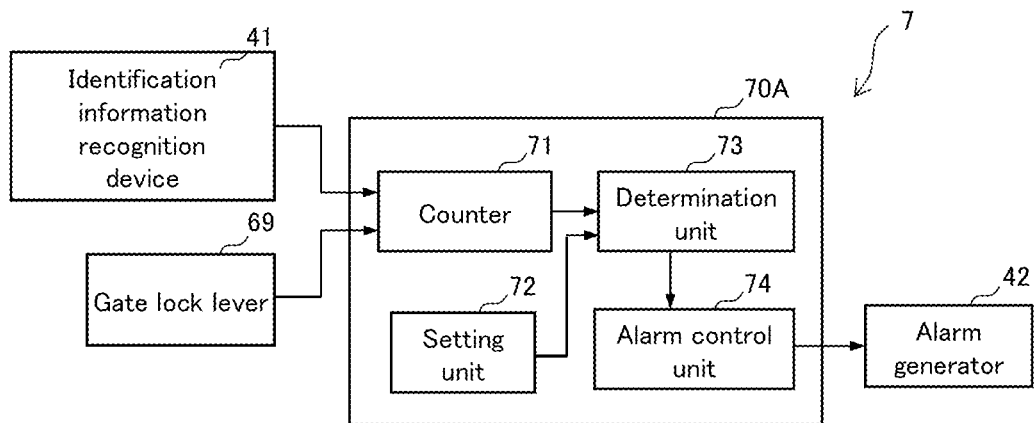 7
41
Identification
information
recognition
device
70A
71
Counter
73
Determination
unit
69
Gate lock lever
72
Setting
unit
74
Alarm control
unit
42
Alarm
generator